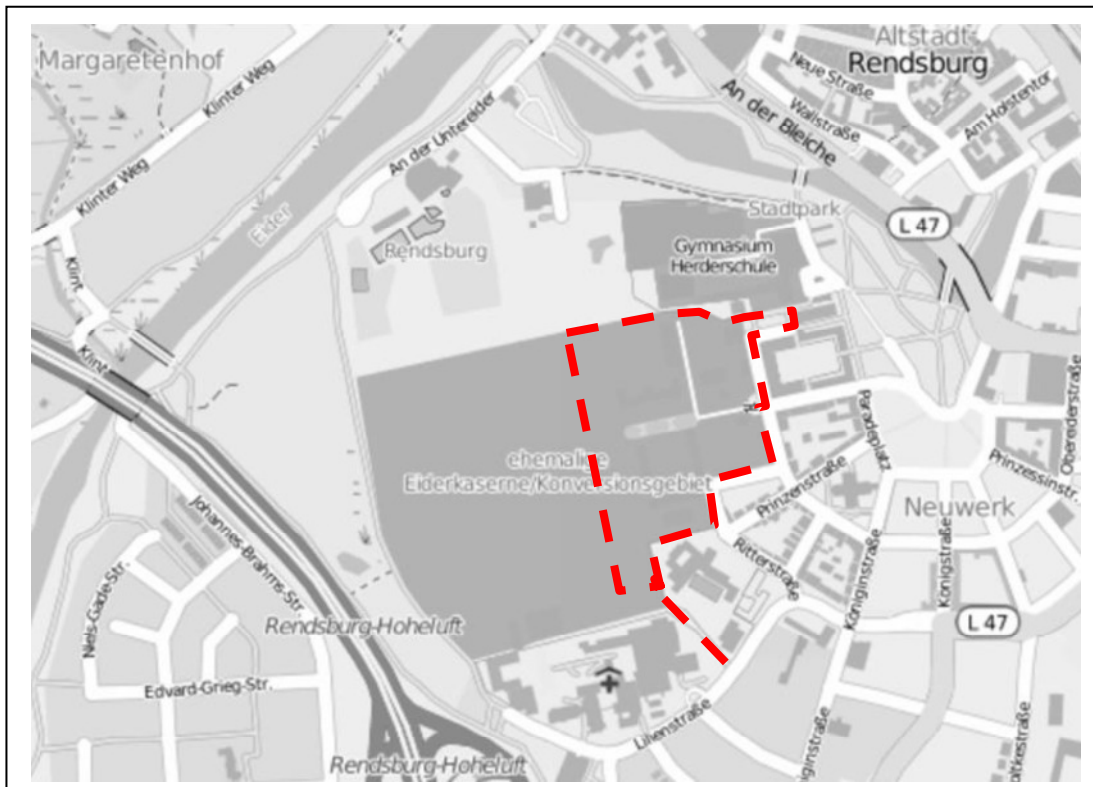 Margaretenhof
Klinter Weg
Klinter Weg
Klint
Klint
Eider
An der Untereider
Rendsburg
Altstadt-
Rendsburg
Neue Straße
Wallstraße
Am Holstentor
An der Bleiche
L 47
Stadtpark
Gymnasium
Herderschule
Obereiderstraße
Paradeplatz
Prinzenstraße
Prinzessinstr.
ehemalige
Eiderkaserne/Konversionsgebiet
Neuwerk
Ritterstraße
Königinstraße
Königstraße
L 47
Johannes-Brahms-Str.
Niels-Gade-Str.
Edvard-Grieg-Str.
Rendsburg-Hoheluft
Rendsburg-Hoheluft
Lilienstraße
iginstraße
oltkestraße